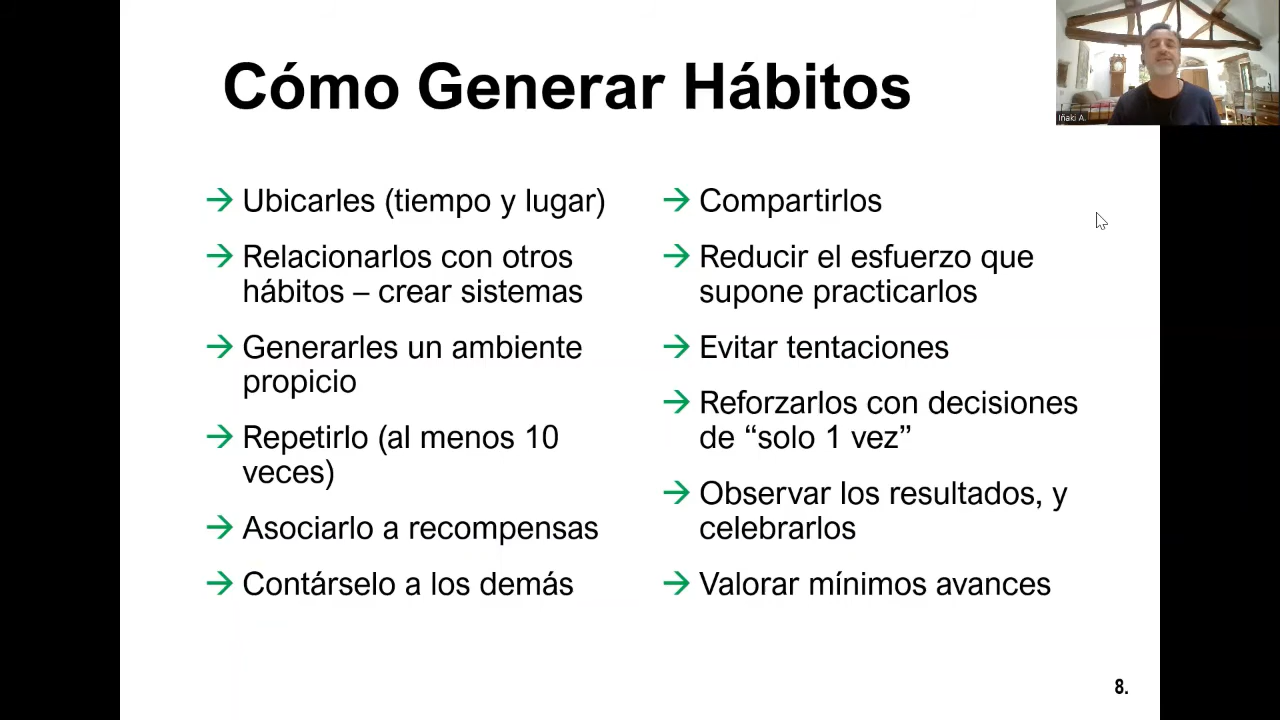 Cómo Generar Hábitos
Iñaki A.
→ Ubicarles (tiempo y lugar)
→ Relacionarlos con otros
hábitos – crear sistemas
→ Generarles un ambiente
propicio
→ Repetirlo (al menos 10
veces)
→ Asociarlo a recompensas
→ Contárselo a los demás
→ Compartirlos
→ Reducir el esfuerzo que
supone practicarlos
→ Evitar tentaciones
→ Reforzarlos con decisiones
de “solo 1 vez”
→ Observar los resultados, y
celebrarlos
→ Valorar mínimos avances
8.